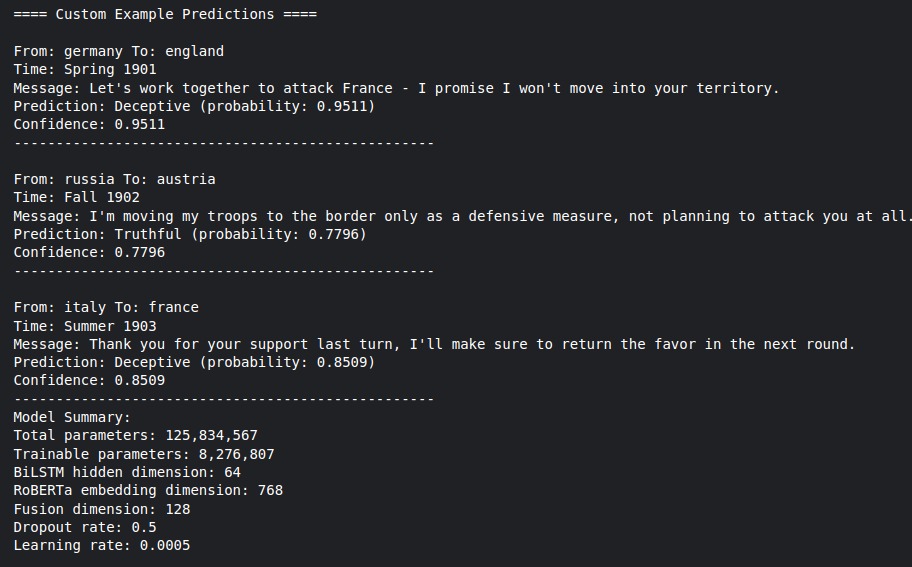 ==== Custom Example Predictions ====
From: germany To: england
Time: Spring 1901
Message: Let's work together to attack France - I promise I won't move into your territory.
Prediction: Deceptive (probability: 0.9511)
Confidence: 0.9511
--------------------------------------------------
From: russia To: austria
Time: Fall 1902
Message: I'm moving my troops to the border only as a defensive measure, not planning to attack you at all.
Prediction: Truthful (probability: 0.7796)
Confidence: 0.7796
--------------------------------------------------
From: italy To: france
Time: Summer 1903
Message: Thank you for your support last turn, I'll make sure to return the favor in the next round.
Prediction: Deceptive (probability: 0.8509)
Confidence: 0.8509
--------------------------------------------------
Model Summary:
Total parameters: 125,834,567
Trainable parameters: 8,276,807
BiLSTM hidden dimension: 64
RoBERTa embedding dimension: 768
Fusion dimension: 128
Dropout rate: 0.5
Learning rate: 0.0005